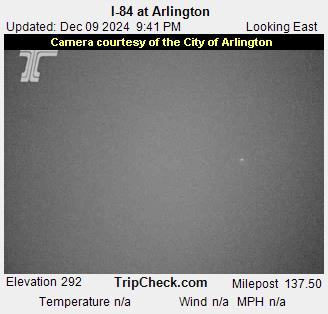 I-84 at Arlington
Updated: Dec 09 2024 9:41 PM Looking East
Camera courtesy of the City of Arlington
Elevation 292 TripCheck.com Milepost 137.50
Temperature n/a Wind n/a MPH n/a